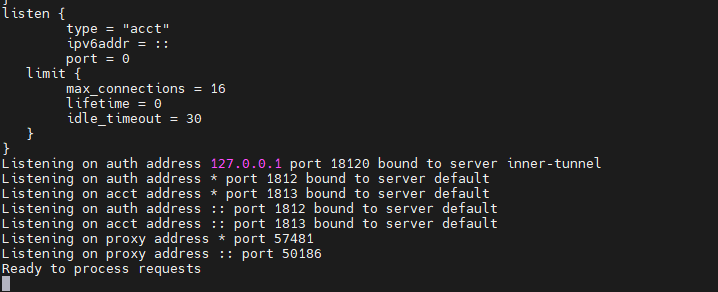 }
listen {
type = "acct"
ipv6addr = ::
port = 0
limit {
max_connections = 16
lifetime = 0
idle_timeout = 30
}
}
Listening on auth address 127.0.0.1 port 18120 bound to server inner-tunnel
Listening on auth address * port 1812 bound to server default
Listening on acct address * port 1813 bound to server default
Listening on auth address :: port 1812 bound to server default
Listening on acct address :: port 1813 bound to server default
Listening on proxy address * port 57481
Listening on proxy address :: port 50186
Ready to process requests